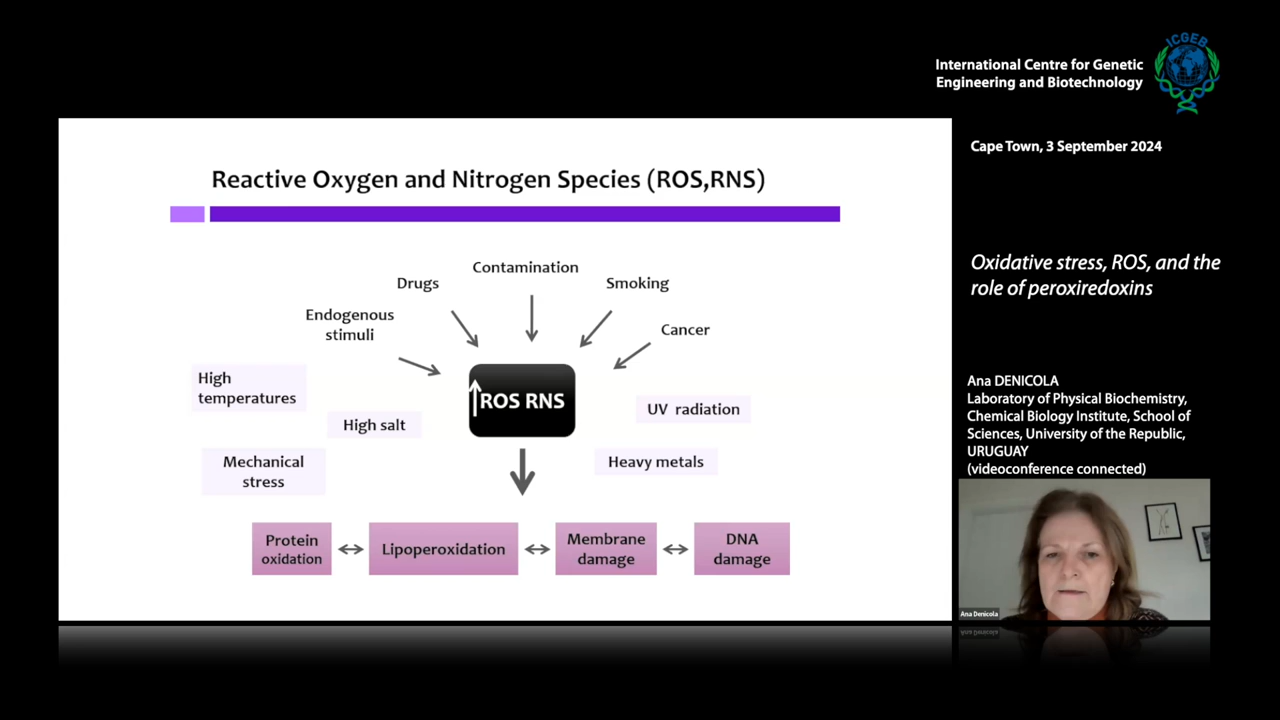 ICGEB
International Centre for Genetic
Engineering and Biotechnology
Cape Town, 3 September 2024
Reactive Oxygen and Nitrogen Species (ROS,RNS)
Contamination
Drugs
Smoking
Endogenous
stimuli
Cancer
High
temperatures
High salt
ROS RNS
UV radiation
Mechanical
stress
Heavy metals
Protein
oxidation
Lipoperoxidation
Membrane
damage
DNA
damage
Oxidative stress, ROS, and the
role of peroxiredoxins
Ana DENICOLA
Laboratory of Physical Biochemistry,
Chemical Biology Institute, School of
Sciences, University of the Republic,
URUGUAY
(videoconference connected)
Ana Denicola